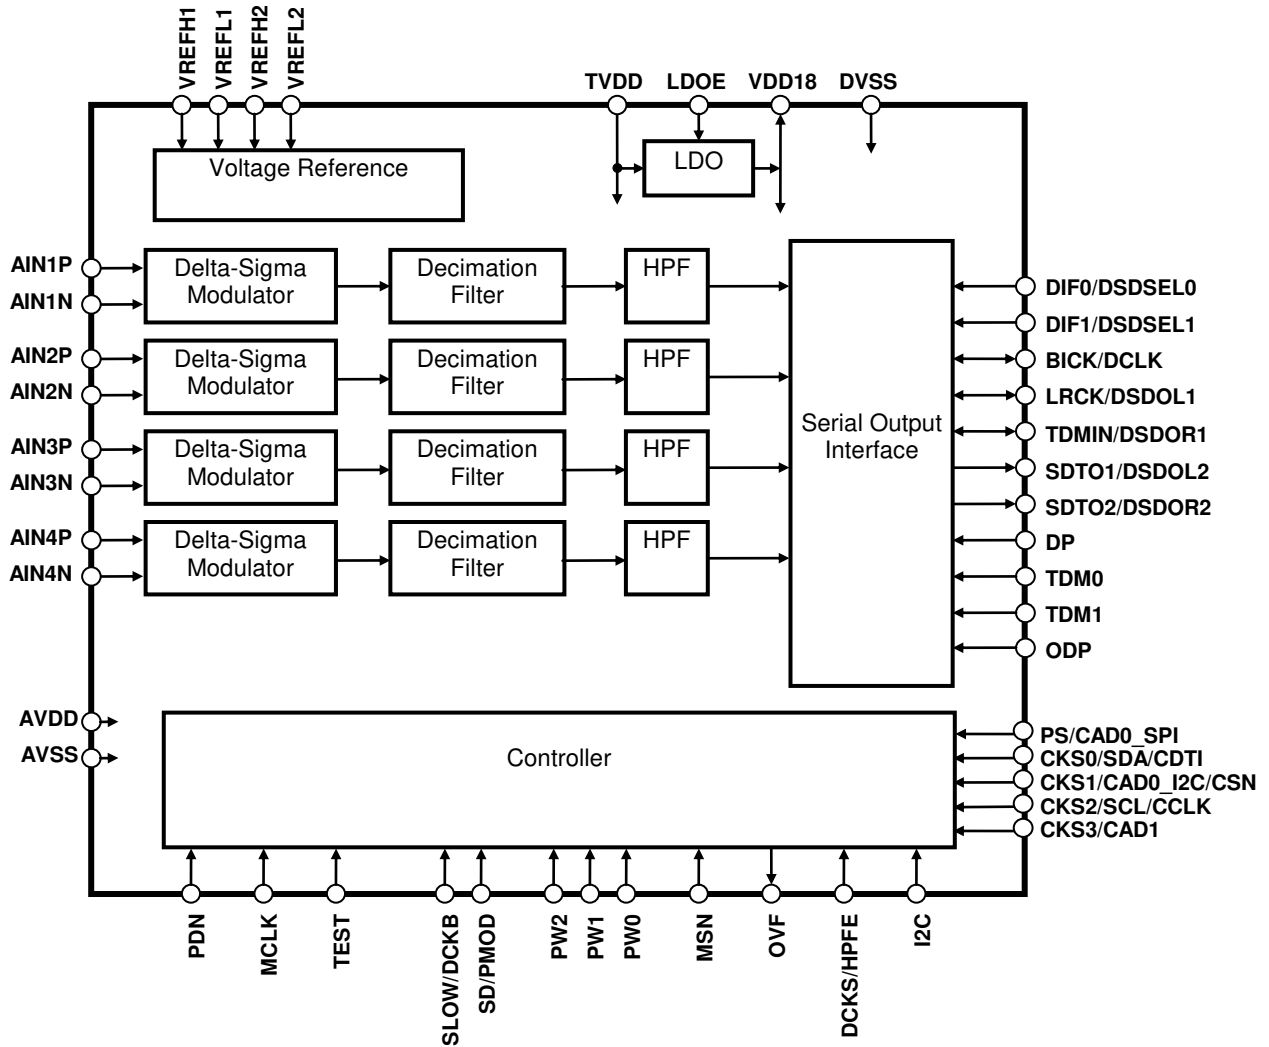 VREFH1
VREFL1
VREFH2
VREFL2
TVDD
LDOE
VDD18
DVSS
Voltage Reference
LDO
AIN1P
AIN1N
Delta-Sigma
Modulator
Decimation
Filter
HPF
AIN2P
AIN2N
Delta-Sigma
Modulator
Decimation
Filter
HPF
AIN3P
AIN3N
Delta-Sigma
Modulator
Decimation
Filter
HPF
AIN4P
AIN4N
Delta-Sigma
Modulator
Decimation
Filter
HPF
Serial Output
Interface
DIF0/DSDSEL0
DIF1/DSDSEL1
BICK/DCLK
LRCK/DSDOL1
TDMIN/DSDOR1
SDTO1/DSDOL2
SDTO2/DSDOR2
DP
TDM0
TDM1
ODP
AVDD
AVSS
Controller
PS/CAD0_SPI
CKS0/SDA/CDTI
CKS1/CAD0_I2C/CSN
CKS2/SCL/CCLK
CKS3/CAD1
PDN
MCLK
TEST
SLOW/DCKB
SD/PMOD
PW2
PW1
PW0
MSN
OVF
DCKS/HPFE
I2C